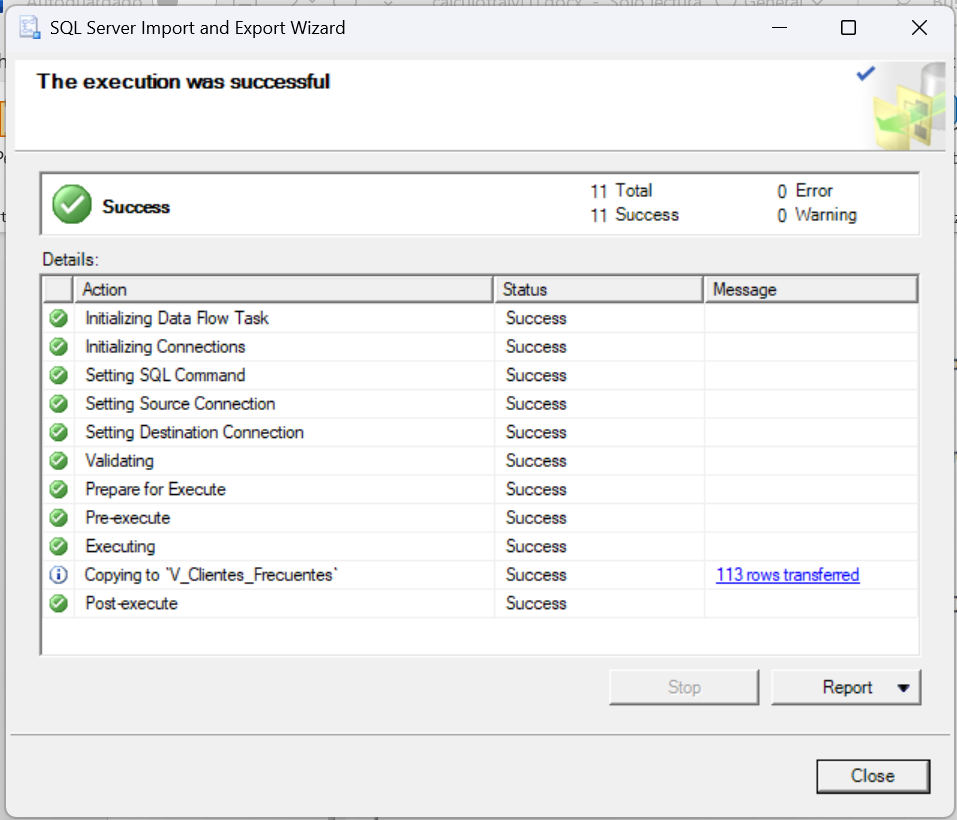 SQL Server Import and Export Wizard
The execution was successful
Success
11 Total
0 Error
11 Success
0 Warning
Details:
Action Status Message
Initializing Data Flow Task Success
Initializing Connections Success
Setting SQL Command Success
Setting Source Connection Success
Setting Destination Connection Success
Validating Success
Prepare for Execute Success
Pre-execute Success
Executing Success
Copying to `V_Clientes_Frecuentes` Success 113 rows transferred
Post-execute Success
Stop
Report
Close